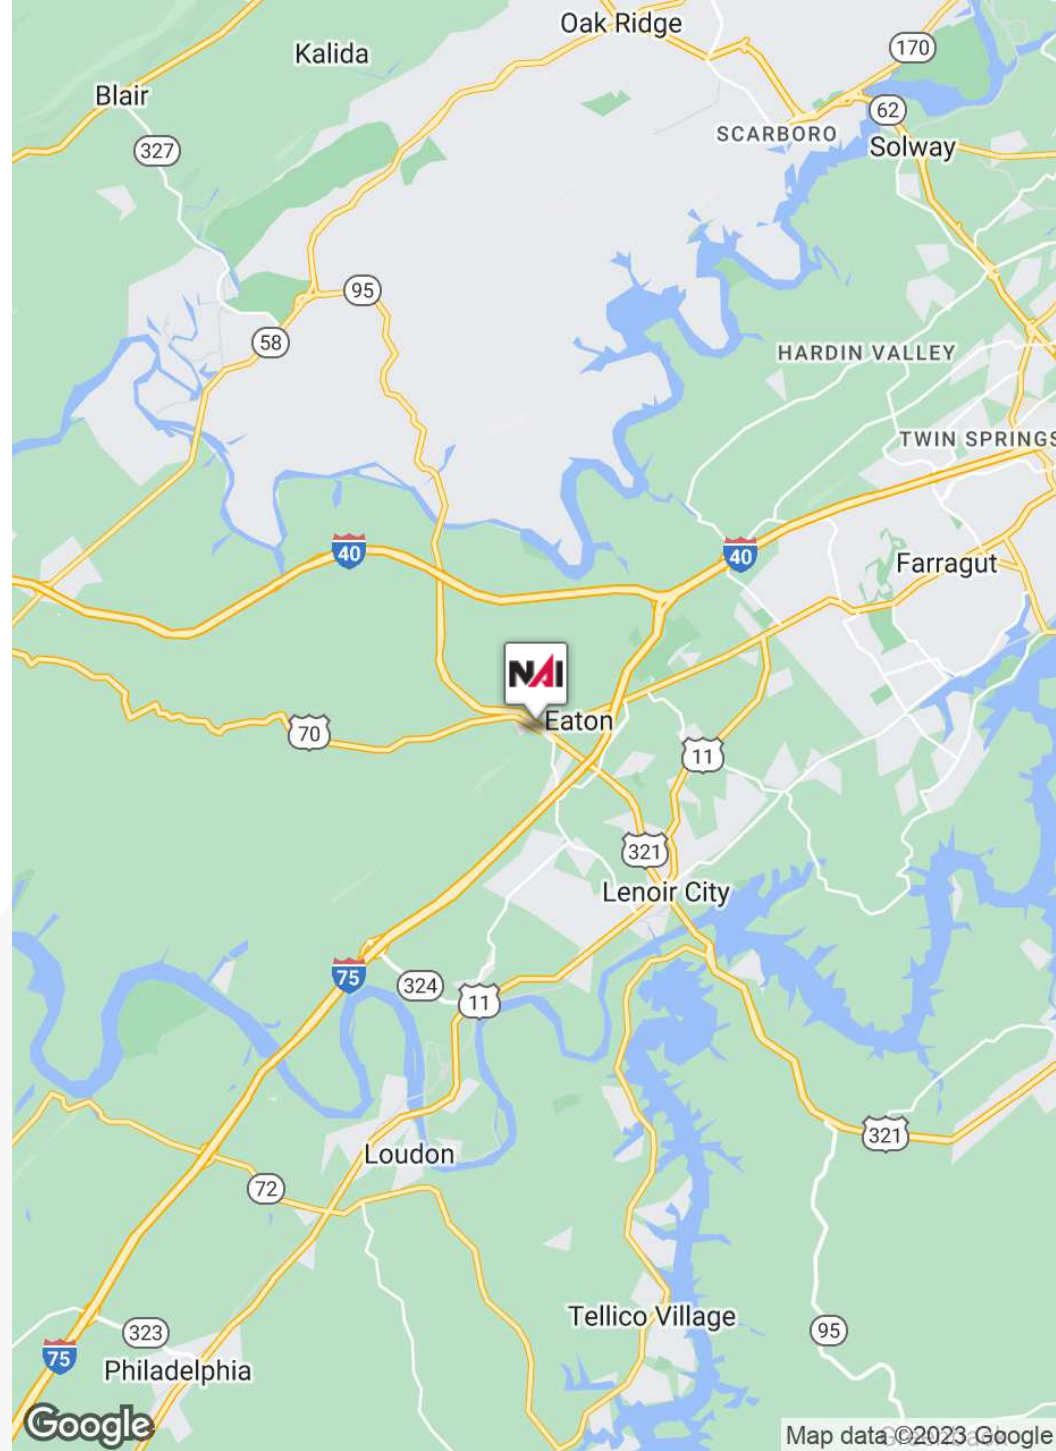 Oak Ridge
Kalida
170
Blair
62
SCARBORO
327
Solway
95
58
HARDIN VALLEY
TWIN SPRINGS
40
40
Farragut
NAI
Eaton
70
11
321
Lenoir City
75
324
11
321
Loudon
72
Tellico Village
323
95
75
Philadelphia
Google
Map data ©2023 Google